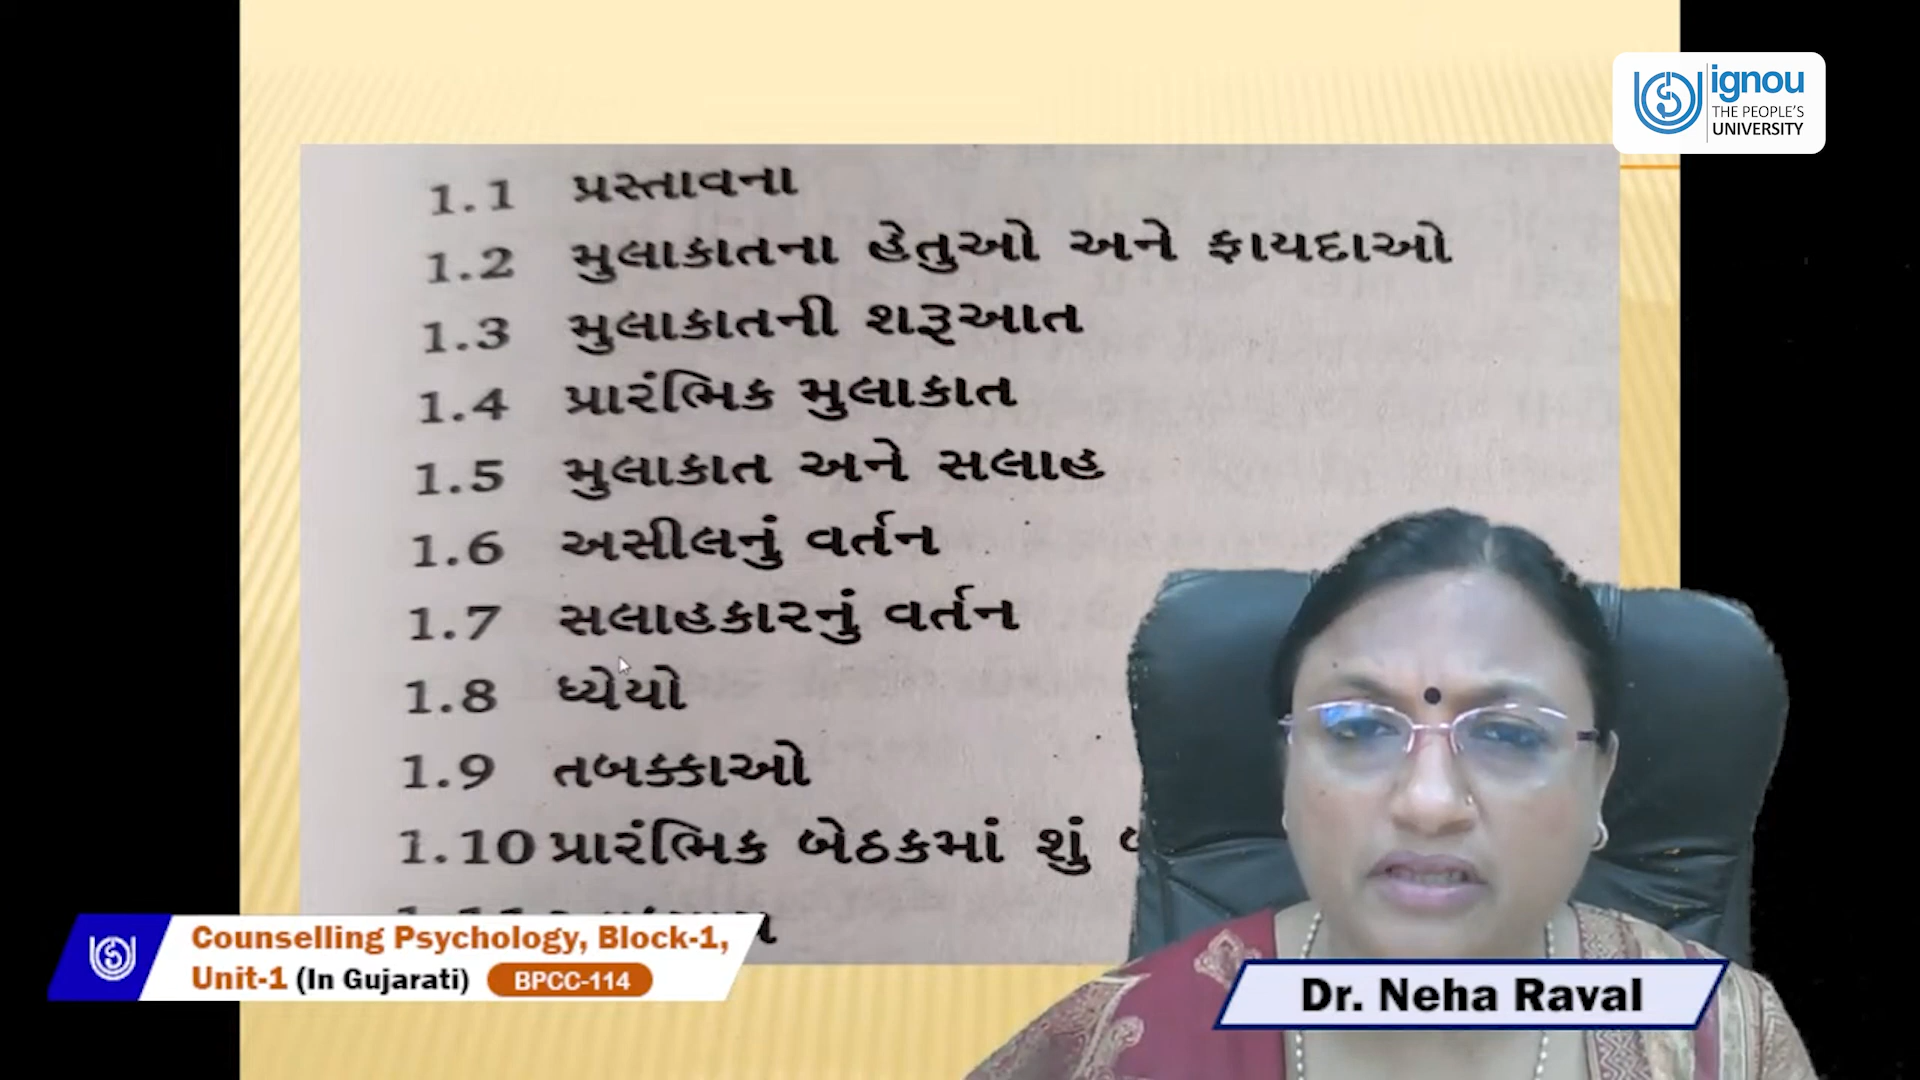 ignou
THE PEOPLE'S
UNIVERSITY
1.1 પ્રસ્તાવના
1.2 મુલાકાતના હેતુઓ અને ફાયદાઓ
1.3 મુલાકાતની શરૂઆત
1.4 પ્રારંભિક મુલાકાત
1.5 મુલાકાત અને સલાહ
1.6 અસીલનું વર્તન
1.7 સલાહકારનું વર્તન
1.8 ધ્યેયો
1.9 તબક્કાઓ
1.10 પ્રારંભિક બેઠકમાં શું
Counselling Psychology, Block-1,
Unit-1 (In Gujarati) BPCC-114
Dr. Neha Raval